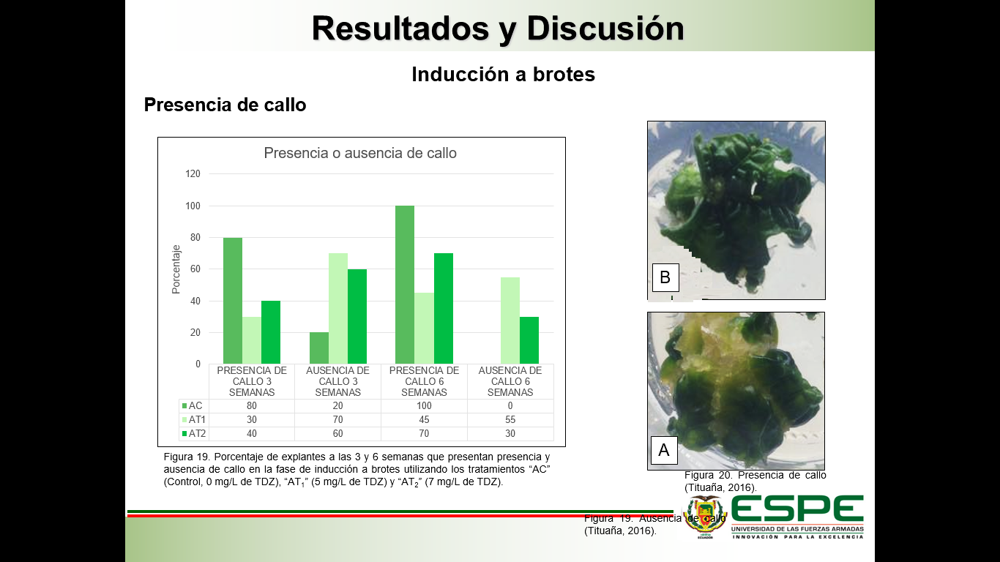 Resultados y Discusión
Inducción a brotes
Presencia de callo
Presencia o ausencia de callo
Porcentaje
120
100
80
60
40
20
0
PRESENCIA DE CALLO 3 SEMANAS AUSENCIA DE CALLO 3 SEMANAS PRESENCIA DE CALLO 6 SEMANAS AUSENCIA DE CALLO 6 SEMANAS
AC 80 20 100 0
AT1 30 70 45 55
AT2 40 60 70 30
Figura 19. Porcentaje de explantes a las 3 y 6 semanas que presentan presencia y
ausencia de callo en la fase de inducción a brotes utilizando los tratamientos “AC”
(Control, 0 mg/L de TDZ), “AT1” (5 mg/L de TDZ) y “AT2” (7 mg/L de TDZ).
B
A
Figura 20. Presencia de callo
(Tituaña, 2016).
Figura 19. Ausencia de callo
(Tituaña, 2016).
ECUADOR
ESPE
UNIVERSIDAD DE LAS FUERZAS ARMADAS
INNOVACIÓN PARA LA EXCELENCIA